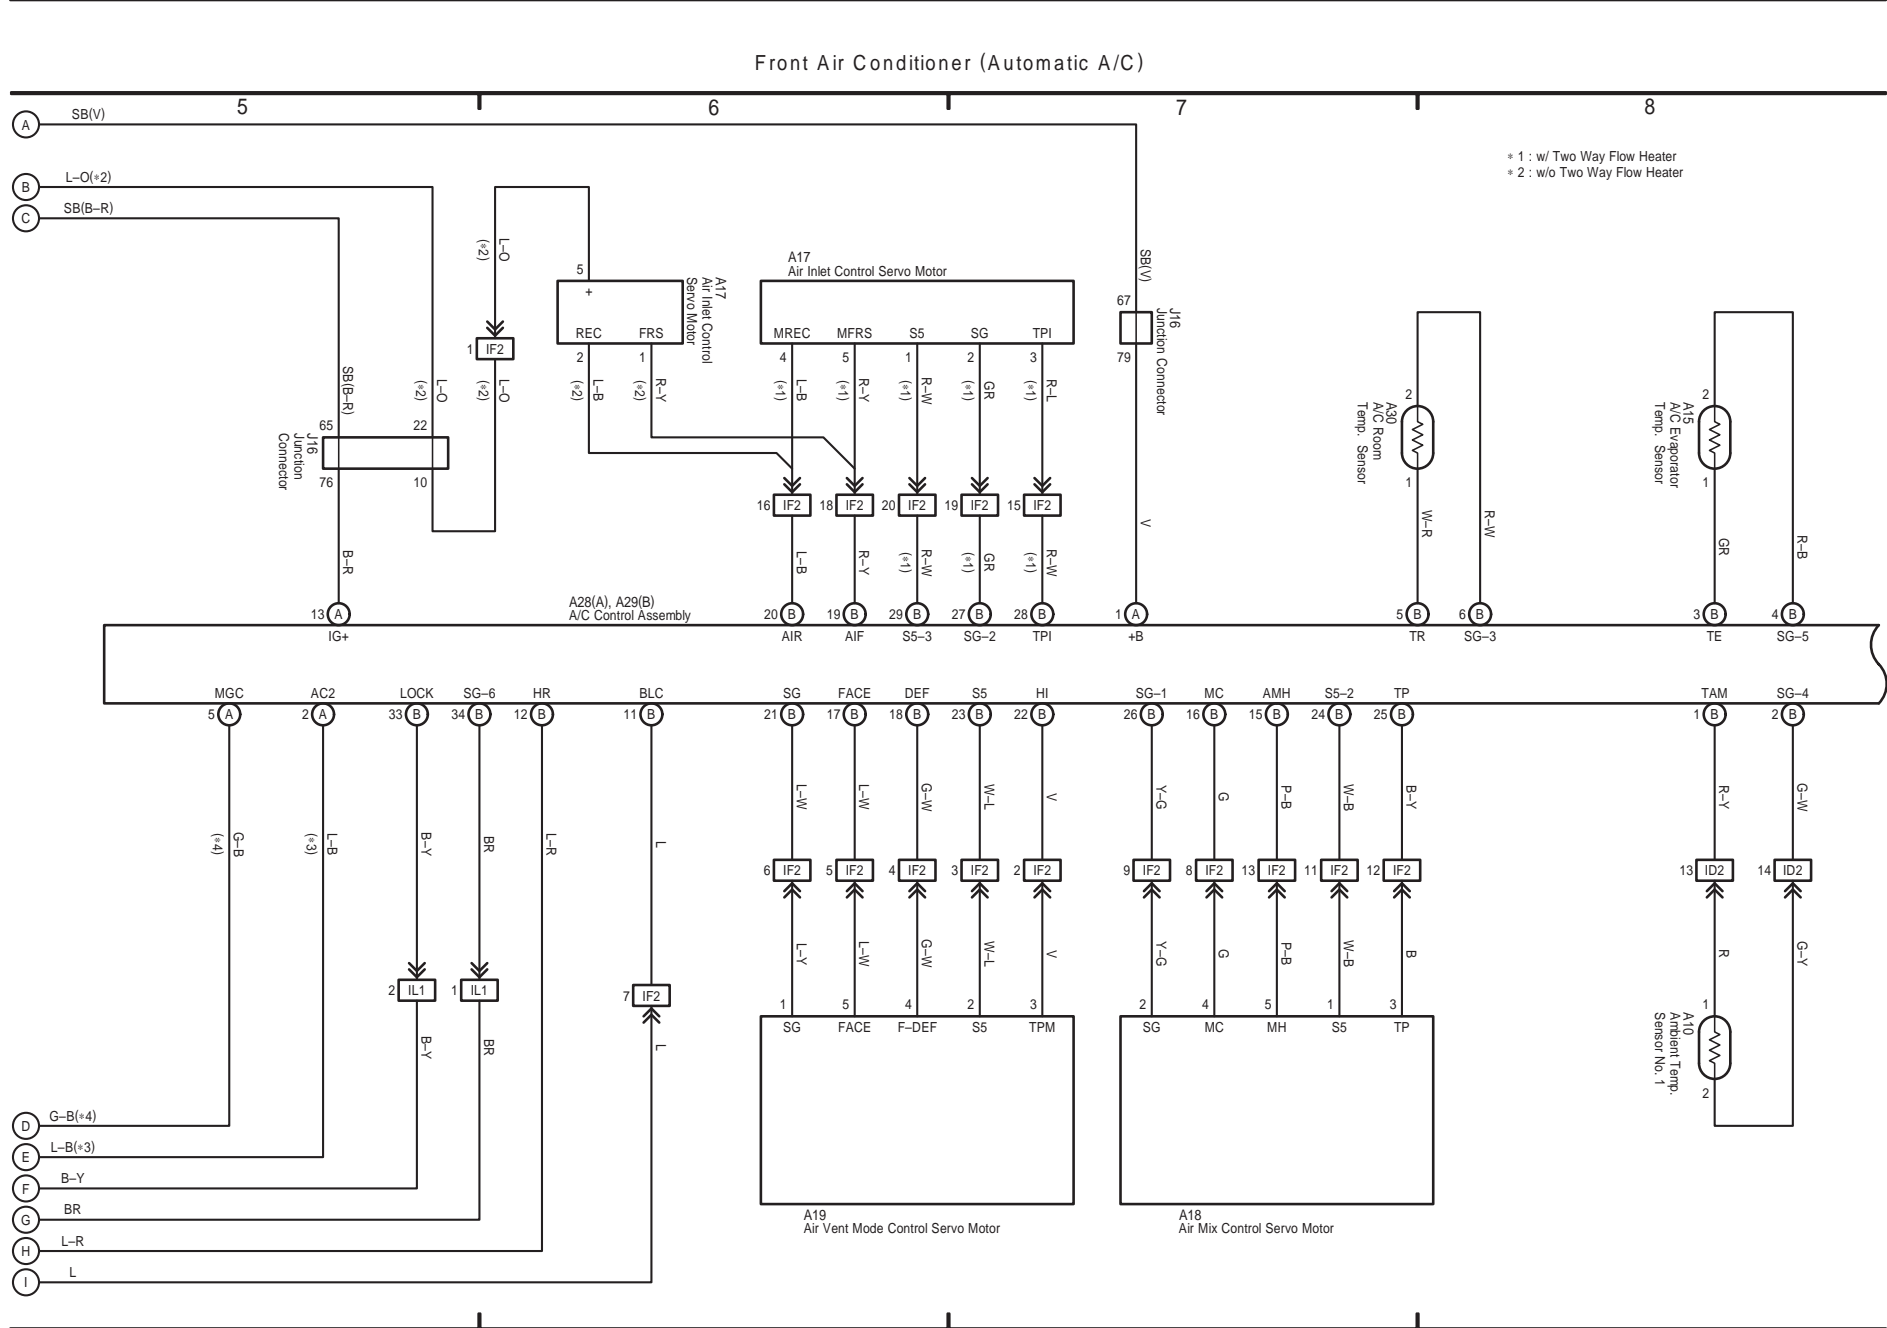 Front Air Conditioner (Automatic A/C)
5 6 7 8
A SB(V)
B L–O(*2)
C SB(B–R)
* 1 : w/ Two Way Flow Heater
* 2 : w/o Two Way Flow Heater
L–O
(*2)
1 IF2
L–O
(*2)
L–O
(*2)
SB(B–R)
65 22
J16
Junction
Connector
76 10
B–R
5
+
REC FRS
A17
Air Inlet Control
Servo Motor
2 1
L–B
(*2)
R–Y
(*2)
A17
Air Inlet Control Servo Motor
MREC MFRS S5 SG TPI
4 5 1 2 3
L–B
(*1)
R–Y
(*1)
R–W
(*1)
GR
(*1)
R–L
(*1)
16 IF2 18 IF2 20 IF2 19 IF2 15 IF2
L–B
R–Y
R–W
(*1)
GR
(*1)
R–W
(*1)
SB(V)
67
J16
Junction Connector
79
V
2
A30
A/C Room
Temp. Sensor
1
W–R
R–W
2
A15
A/C Evaporator
Temp. Sensor
1
GR
R–B
A28(A), A29(B)
A/C Control Assembly
13 A 20 B 19 B 29 B 27 B 28 B 1 A 5 B 6 B 3 B 4 B
IG+ AIR AIF S5–3 SG–2 TPI +B TR SG–3 TE SG–5
MGC AC2 LOCK SG–6 HR BLC SG FACE DEF S5 HI SG–1 MC AMH S5–2 TP TAM SG–4
5 A 2 A 33 B 34 B 12 B 11 B 21 B 17 B 18 B 23 B 22 B 26 B 16 B 15 B 24 B 25 B 1 B 2 B
G–B
(*4)
L–B
(*3)
B–Y
BR
L–R
L
L–W
L–W
G–W
W–L
V
Y–G
G
P–B
W–B
B–Y
R–Y
G–W
6 IF2 5 IF2 4 IF2 3 IF2 2 IF2 9 IF2 8 IF2 13 IF2 11 IF2 12 IF2 13 ID2 14 ID2
L–Y
L–W
G–W
W–L
V
Y–G
G
P–B
W–B
B
R
G–Y
2 IL1 1 IL1 7 IF2
B–Y
BR
L
1 5 4 2 3 2 4 5 1 3
SG FACE F–DEF S5 TPM SG MC MH S5 TP
1
A10
Ambient Temp.
Sensor No. 1
2
D G–B(*4)
E L–B(*3)
F B–Y
G BR
H L–R
I L
A19
Air Vent Mode Control Servo Motor
A18
Air Mix Control Servo Motor